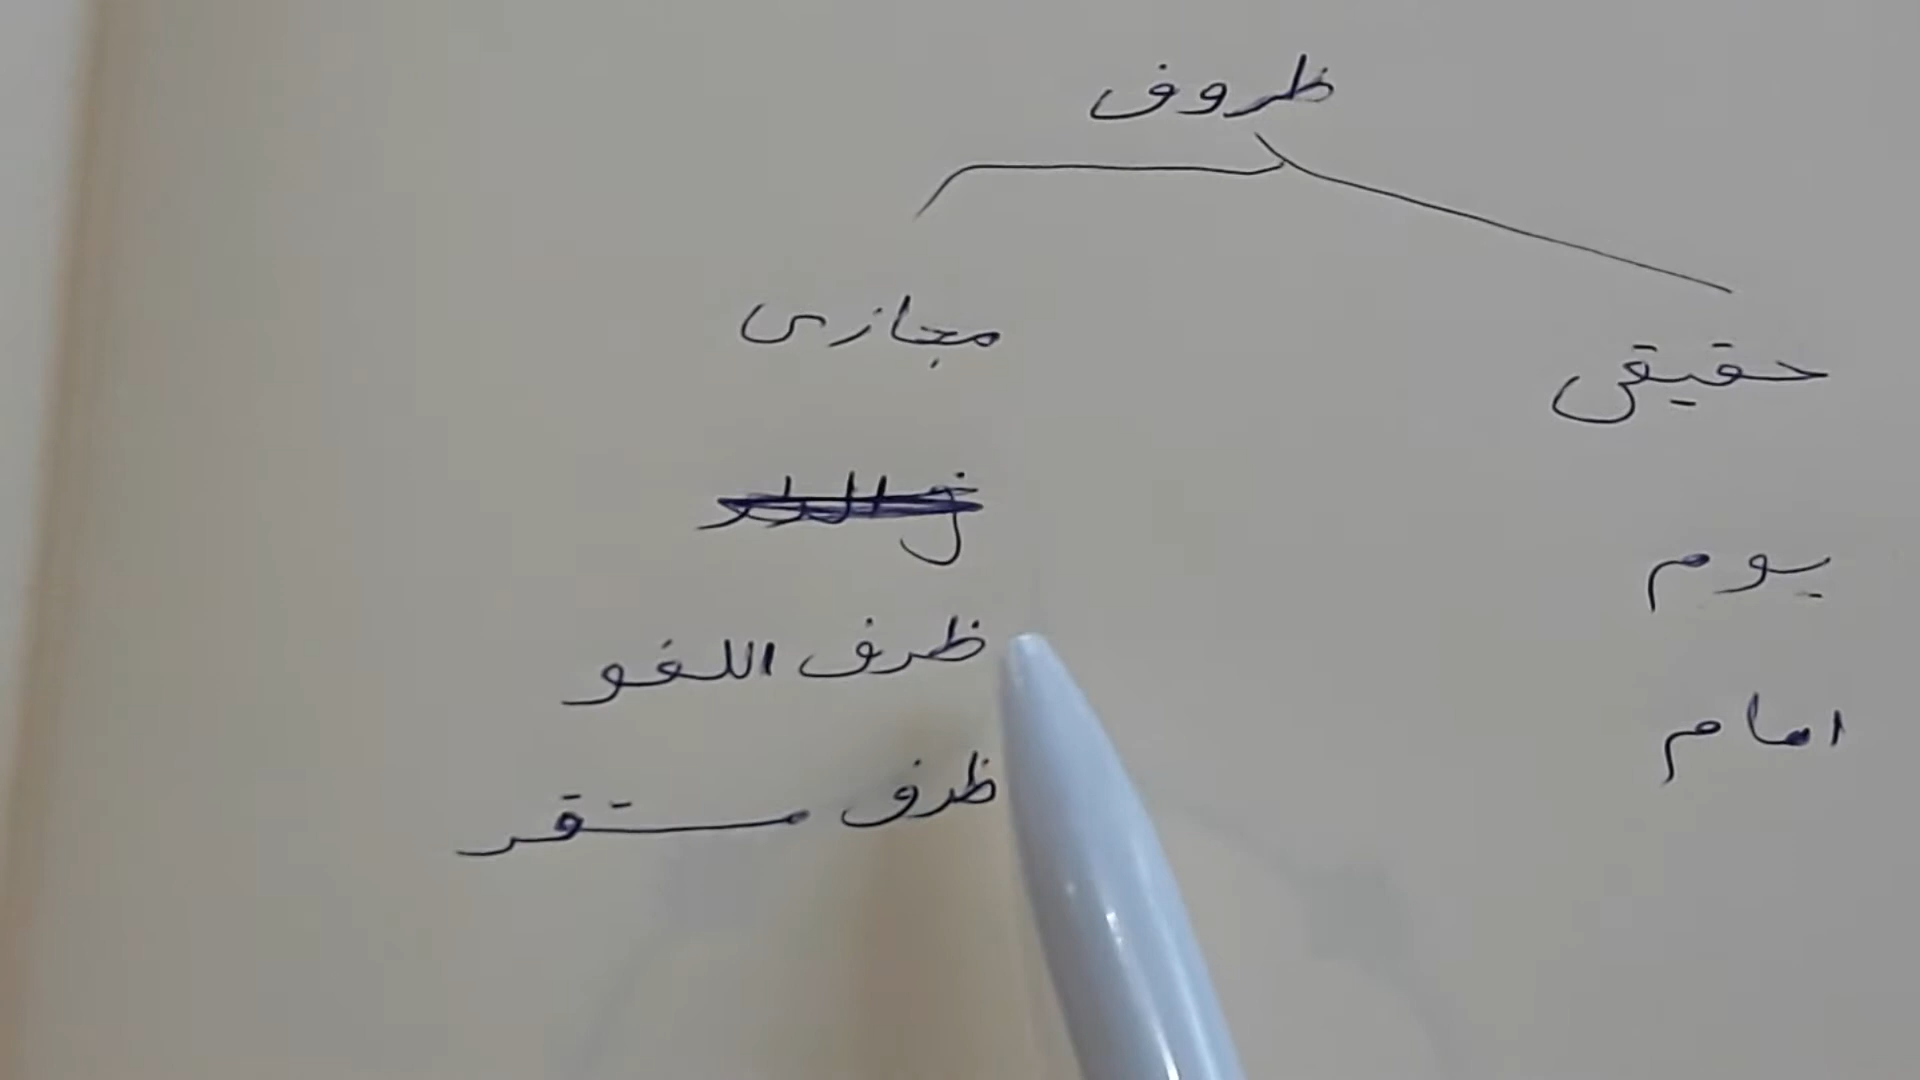 ظروف
حقیقی
مجازی
یوم
امام
ظرف اللغو
ظرف مستقر